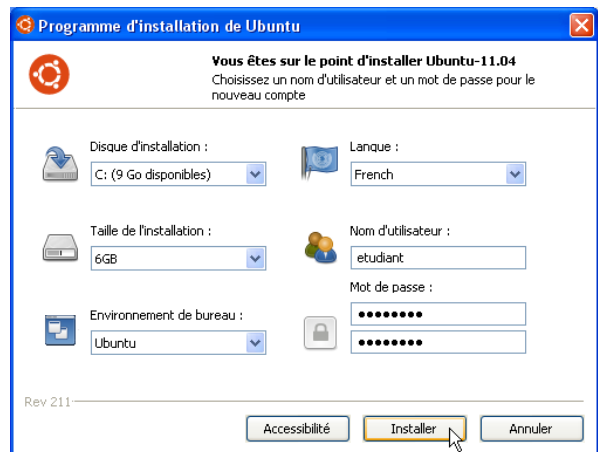 Programme d'installation de Ubuntu
Vous êtes sur le point d'installer Ubuntu-11.04
Choisissez un nom d'utilisateur et un mot de passe pour le
nouveau compte
Disque d'installation :
C: (9 Go disponibles)
Langue :
French
Taille de l'installation :
6GB
Nom d'utilisateur :
etudiant
Mot de passe :
●●●●●●●●
●●●●●●●●
Environnement de bureau :
Ubuntu
Rev 211
Accessibilité
Installer
Annuler